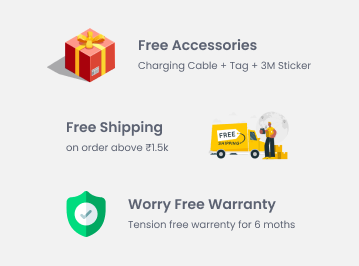 Free Accessories
Charging Cable + Tag + 3M Sticker
Free Shipping
on order above ₹1.5k
FREE
SHIPPING
Worry Free Warranty
Tension free warrenty for 6 moths